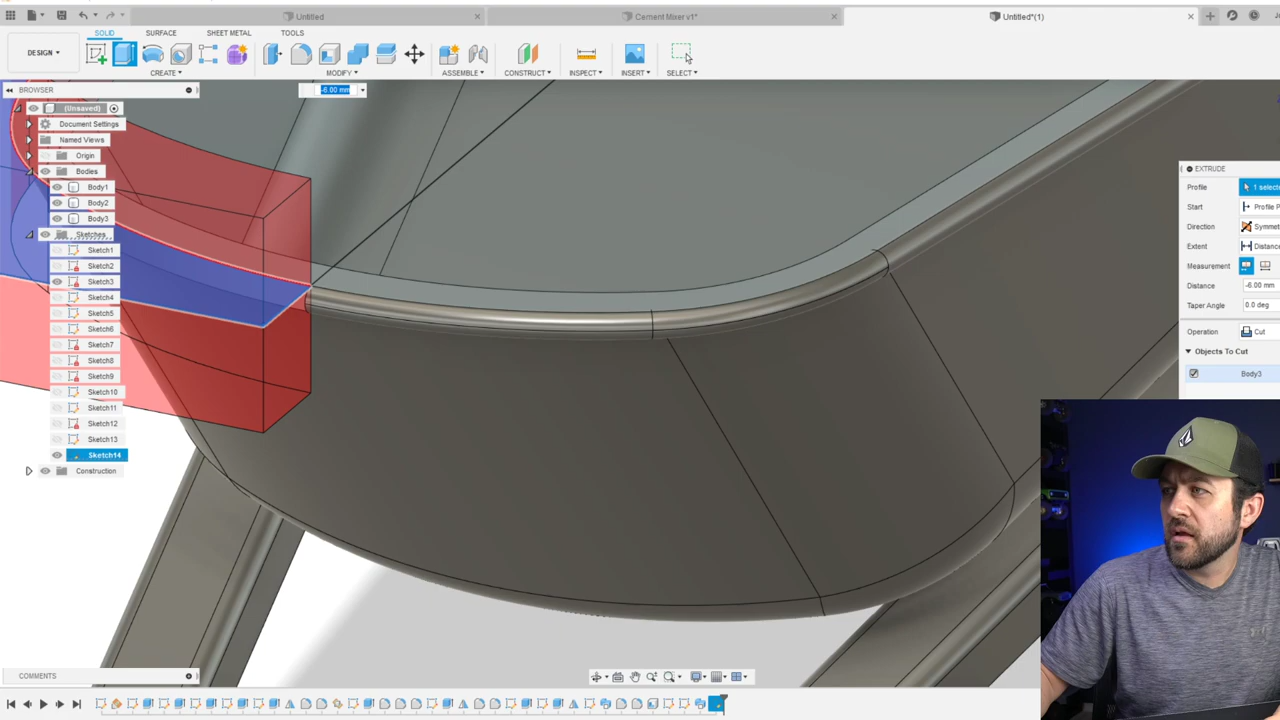 Untitled
Cement Mixer v1*
Untitled*(1)
SOLID
SURFACE
SHEET METAL
TOOLS
DESIGN
CREATE
MODIFY
ASSEMBLE
CONSTRUCT
INSPECT
INSERT
SELECT
BROWSER
-6.00 mm
(Unsaved)
Document Settings
Named Views
Origin
Bodies
Body1
Body2
Body3
Sketches
Sketch1
Sketch2
Sketch3
Sketch4
Sketch5
Sketch6
Sketch7
Sketch8
Sketch9
Sketch10
Sketch11
Sketch12
Sketch13
Sketch14
Construction
EXTRUDE
Profile 1 select
Start Profile P
Direction Symme
Extent Distanc
Measurement
Distance -6.00 mm
Taper Angle 0.0 deg
Operation Cut
Objects To Cut
Body3
COMMENTS